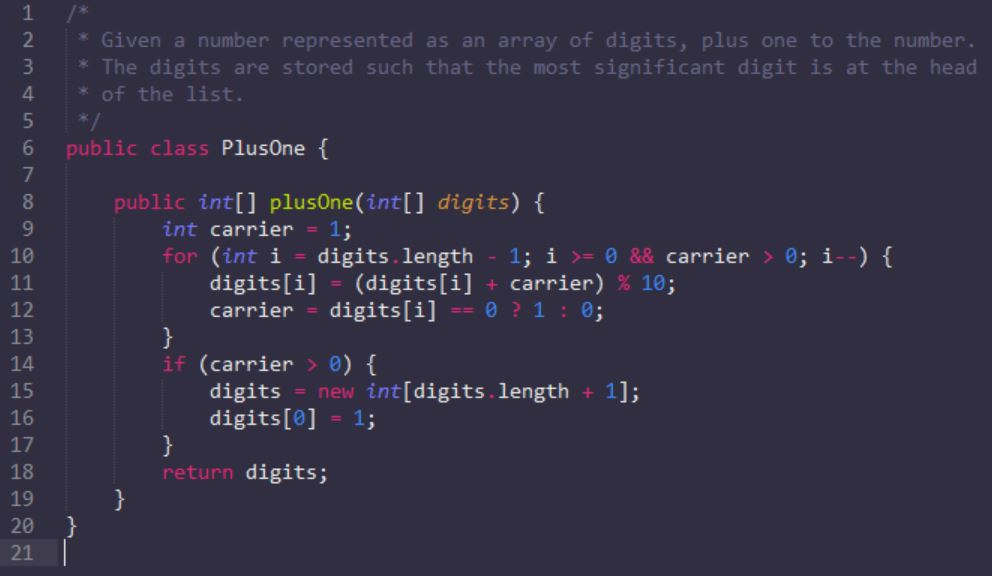 1 /*
2  * Given a number represented as an array of digits, plus one to the number.
3  * The digits are stored such that the most significant digit is at the head
4  * of the list.
5  */
6 public class PlusOne {
7
8     public int[] plusOne(int[] digits) {
9         int carrier = 1;
10         for (int i = digits.length - 1; i >= 0 && carrier > 0; i--) {
11             digits[i] = (digits[i] + carrier) % 10;
12             carrier = digits[i] == 0 ? 1 : 0;
13         }
14         if (carrier > 0) {
15             digits = new int[digits.length + 1];
16             digits[0] = 1;
17         }
18         return digits;
19     }
20 }
21